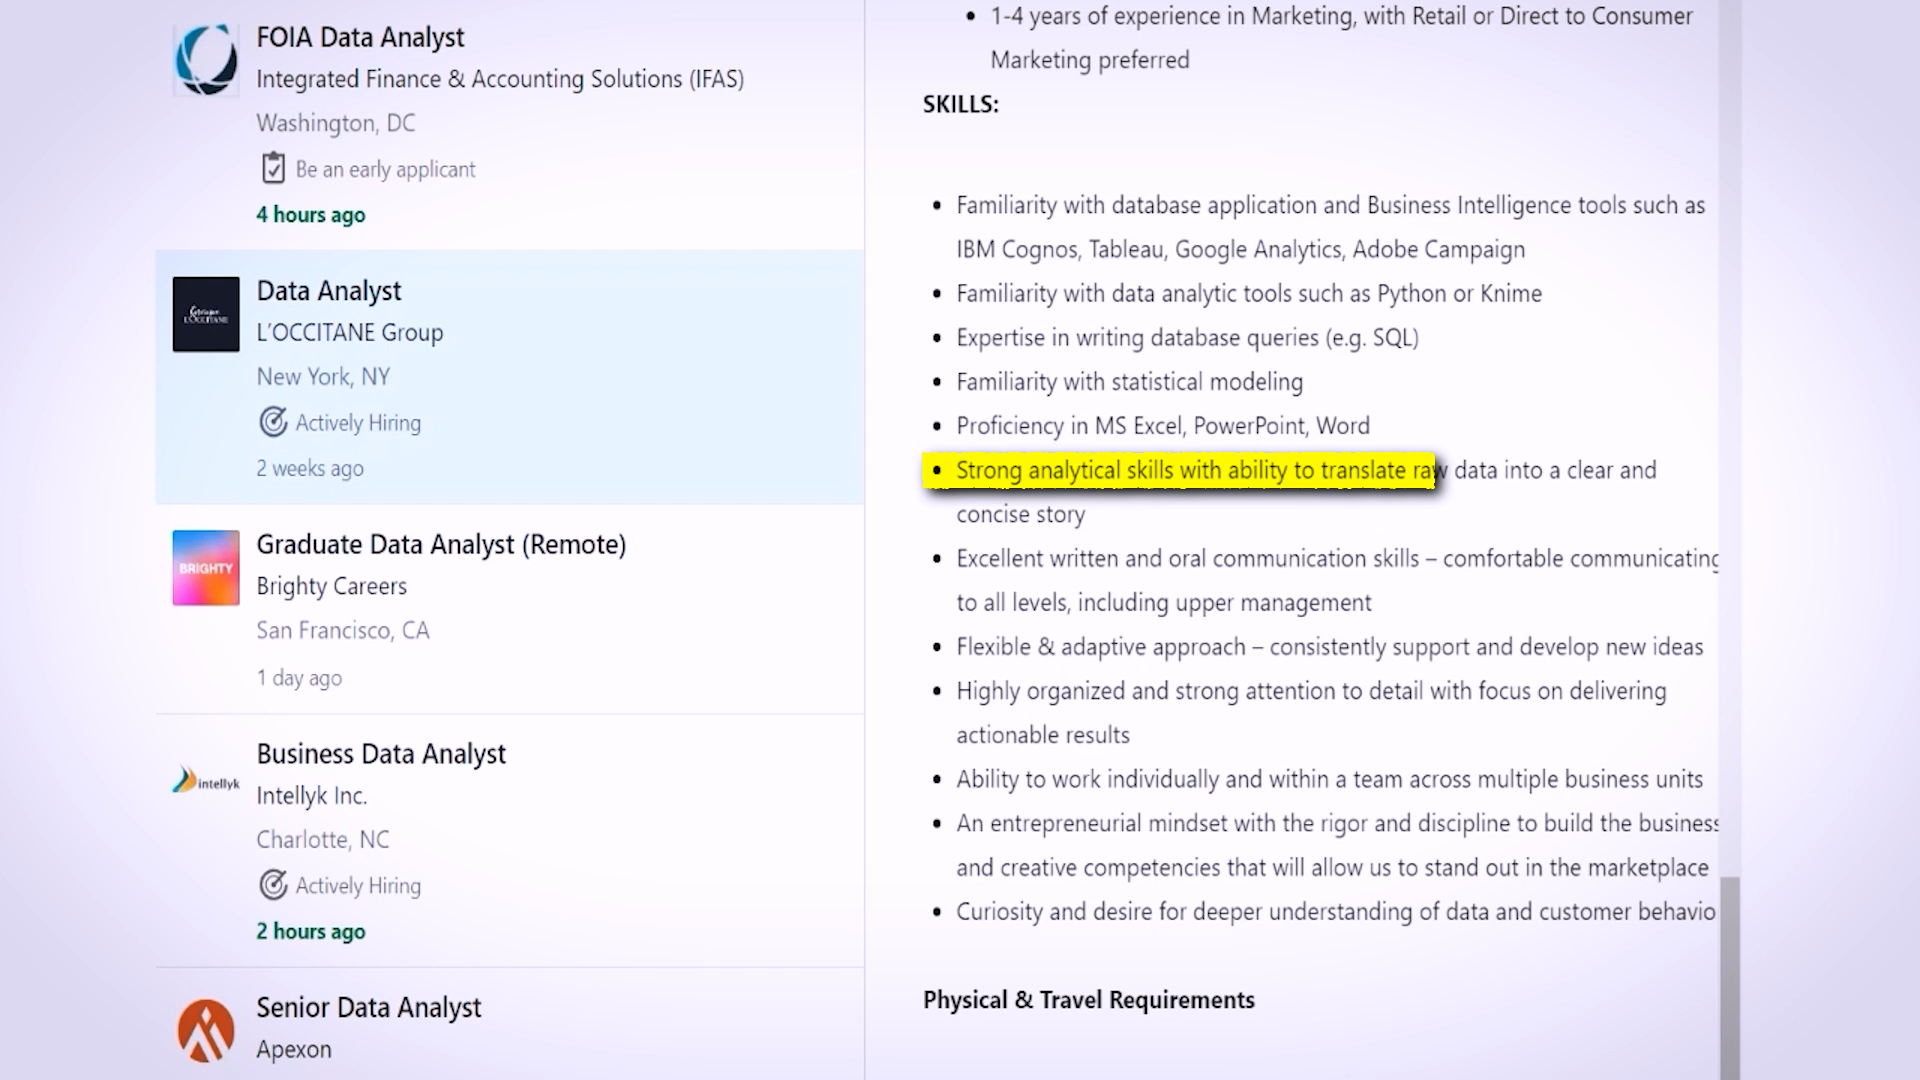 FOIA Data Analyst
Integrated Finance & Accounting Solutions (IFAS)
Washington, DC
Be an early applicant
4 hours ago
Groupe
L'OCCITANE
Data Analyst
L'OCCITANE Group
New York, NY
Actively Hiring
2 weeks ago
BRIGHTY
Graduate Data Analyst (Remote)
Brighty Careers
San Francisco, CA
1 day ago
intellyk
Business Data Analyst
Intellyk Inc.
Charlotte, NC
Actively Hiring
2 hours ago
Senior Data Analyst
Apexon
• 1-4 years of experience in Marketing, with Retail or Direct to Consumer
Marketing preferred
SKILLS:
• Familiarity with database application and Business Intelligence tools such as
IBM Cognos, Tableau, Google Analytics, Adobe Campaign
• Familiarity with data analytic tools such as Python or Knime
• Expertise in writing database queries (e.g. SQL)
• Familiarity with statistical modeling
• Proficiency in MS Excel, PowerPoint, Word
• Strong analytical skills with ability to translate raw data into a clear and
concise story
• Excellent written and oral communication skills – comfortable communicating
to all levels, including upper management
• Flexible & adaptive approach – consistently support and develop new ideas
• Highly organized and strong attention to detail with focus on delivering
actionable results
• Ability to work individually and within a team across multiple business units
• An entrepreneurial mindset with the rigor and discipline to build the business
and creative competencies that will allow us to stand out in the marketplace
• Curiosity and desire for deeper understanding of data and customer behavio
Physical & Travel Requirements